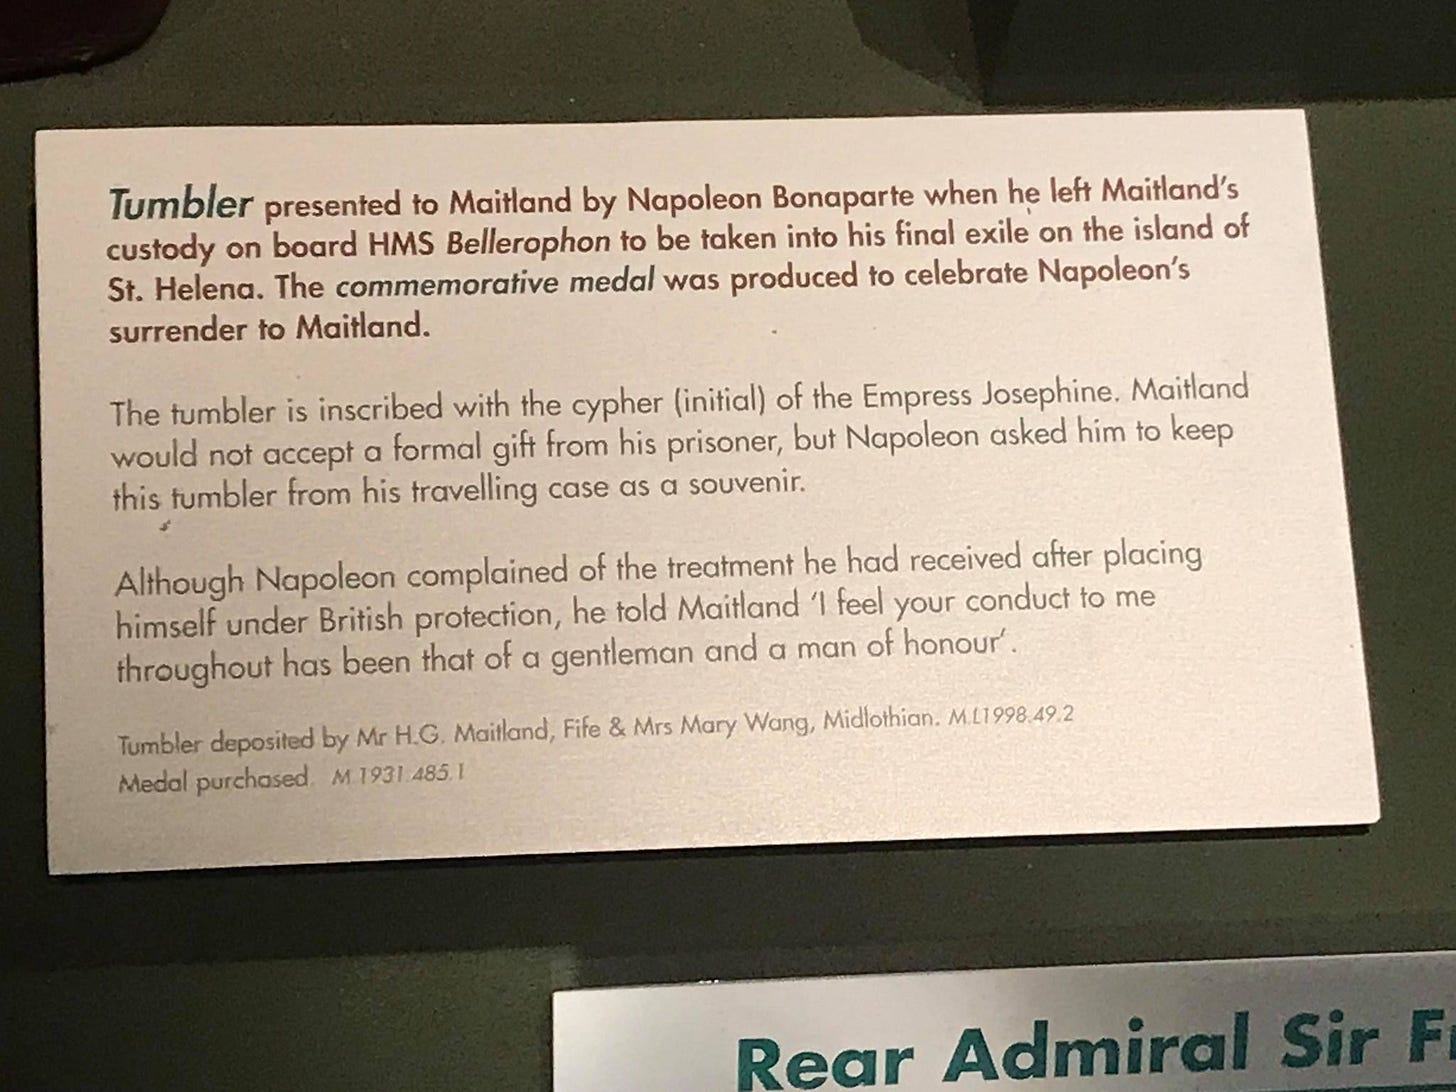 Tumbler presented to Maitland by Napoleon Bonaparte when he left Maitland's
custody on board HMS Bellerophon to be taken into his final exile on the island of
St. Helena. The commemorative medal was produced to celebrate Napoleon's
surrender to Maitland.
The tumbler is inscribed with the cypher (initial) of the Empress Josephine. Maitland
would not accept a formal gift from his prisoner, but Napoleon asked him to keep
this tumbler from his travelling case as a souvenir.
Although Napoleon complained of the treatment he had received after placing
himself under British protection, he told Maitland 'I feel your conduct to me
throughout has been that of a gentleman and a man of honour'.
Tumbler deposited by Mr H.G. Maitland, Fife & Mrs Mary Wang, Midlothian. M.L1998.49.2
Medal purchased. M.1931.485.1
Rear Admiral Sir